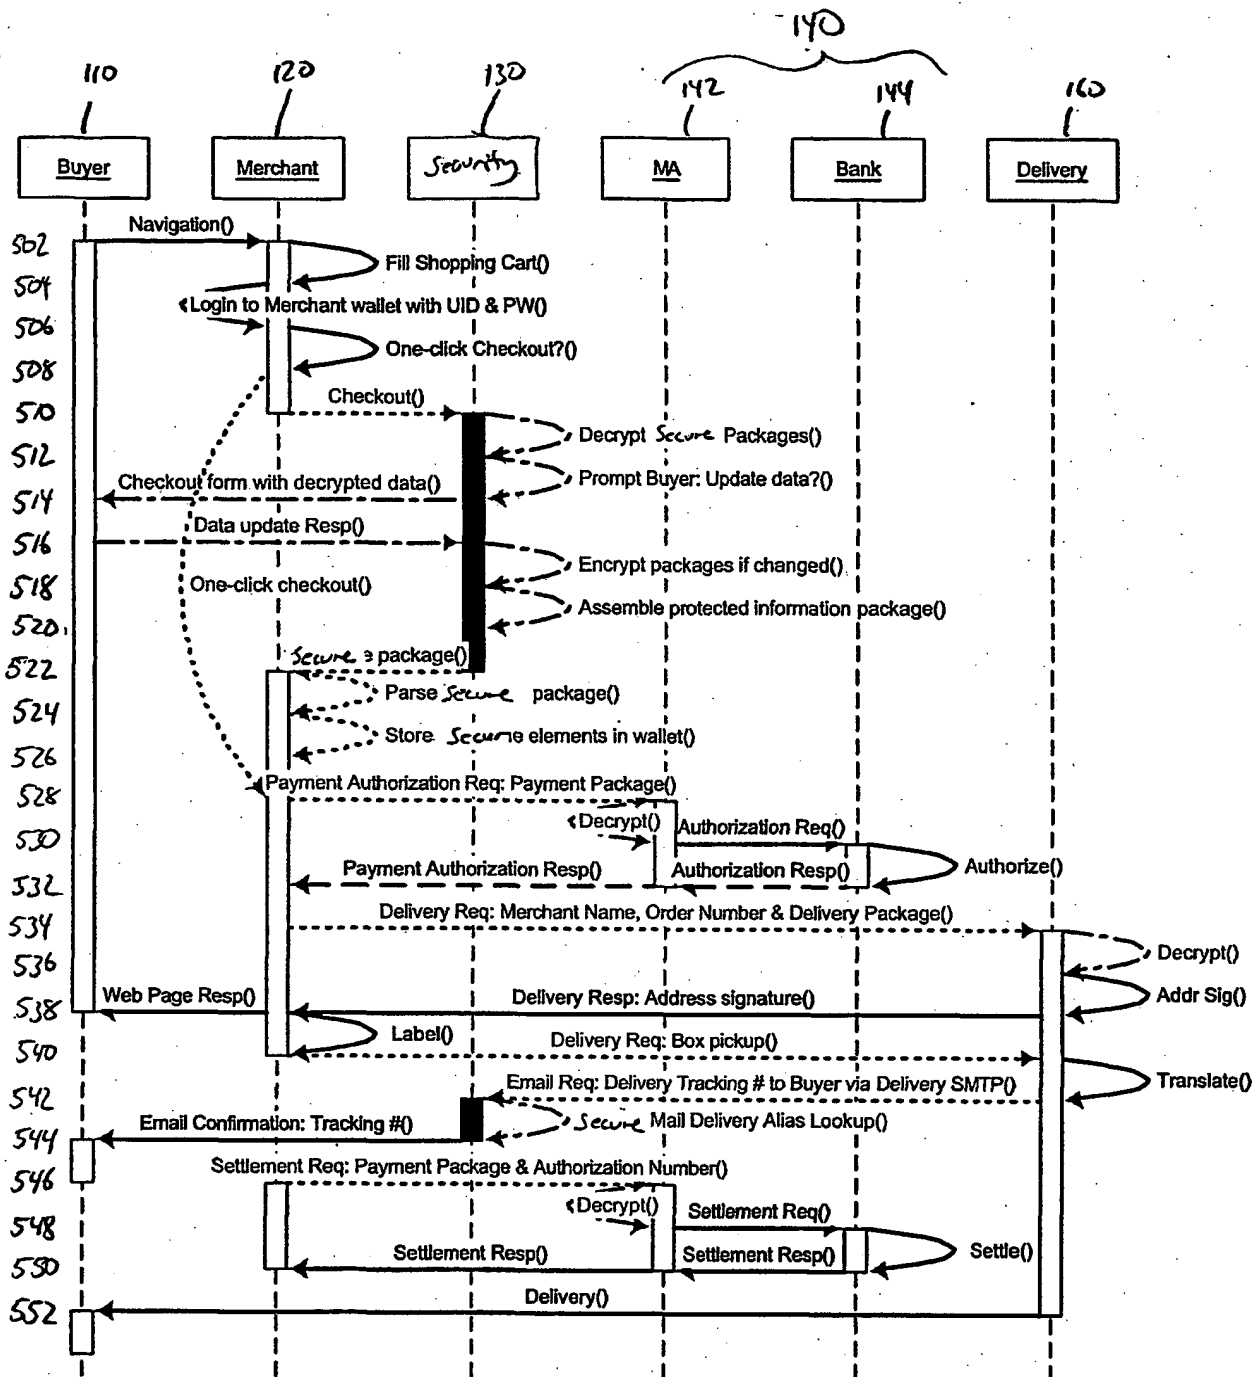 140
110 120 130 142 144 160
Buyer Merchant Security MA Bank Delivery
Navigation()
502
Fill Shopping Cart()
504
Login to Merchant wallet with UID & PW()
506
One-click Checkout?()
508
Checkout()
510
Decrypt Secure Packages()
512
Prompt Buyer: Update data?()
Checkout form with decrypted data()
514
Data update Resp()
516
Encrypt packages if changed()
518
One-click checkout()
Assemble protected information package()
520
Secure package()
522
Parse Secure package()
524
Store Secure elements in wallet()
526
Payment Authorization Req: Payment Package()
528
Decrypt() Authorization Req()
530
Authorize()
Payment Authorization Resp() Authorization Resp()
532
Delivery Req: Merchant Name, Order Number & Delivery Package()
534
Decrypt()
536
Web Page Resp() Delivery Resp: Address signature() Addr Sig()
538
Label() Delivery Req: Box pickup()
540
Translate()
Email Req: Delivery Tracking # to Buyer via Delivery SMTP()
542
Email Confirmation: Tracking #() Secure Mail Delivery Alias Lookup()
544
Settlement Req: Payment Package & Authorization Number()
546
Decrypt() Settlement Req()
548
Settle()
Settlement Resp() Settlement Resp()
550
Delivery()
552